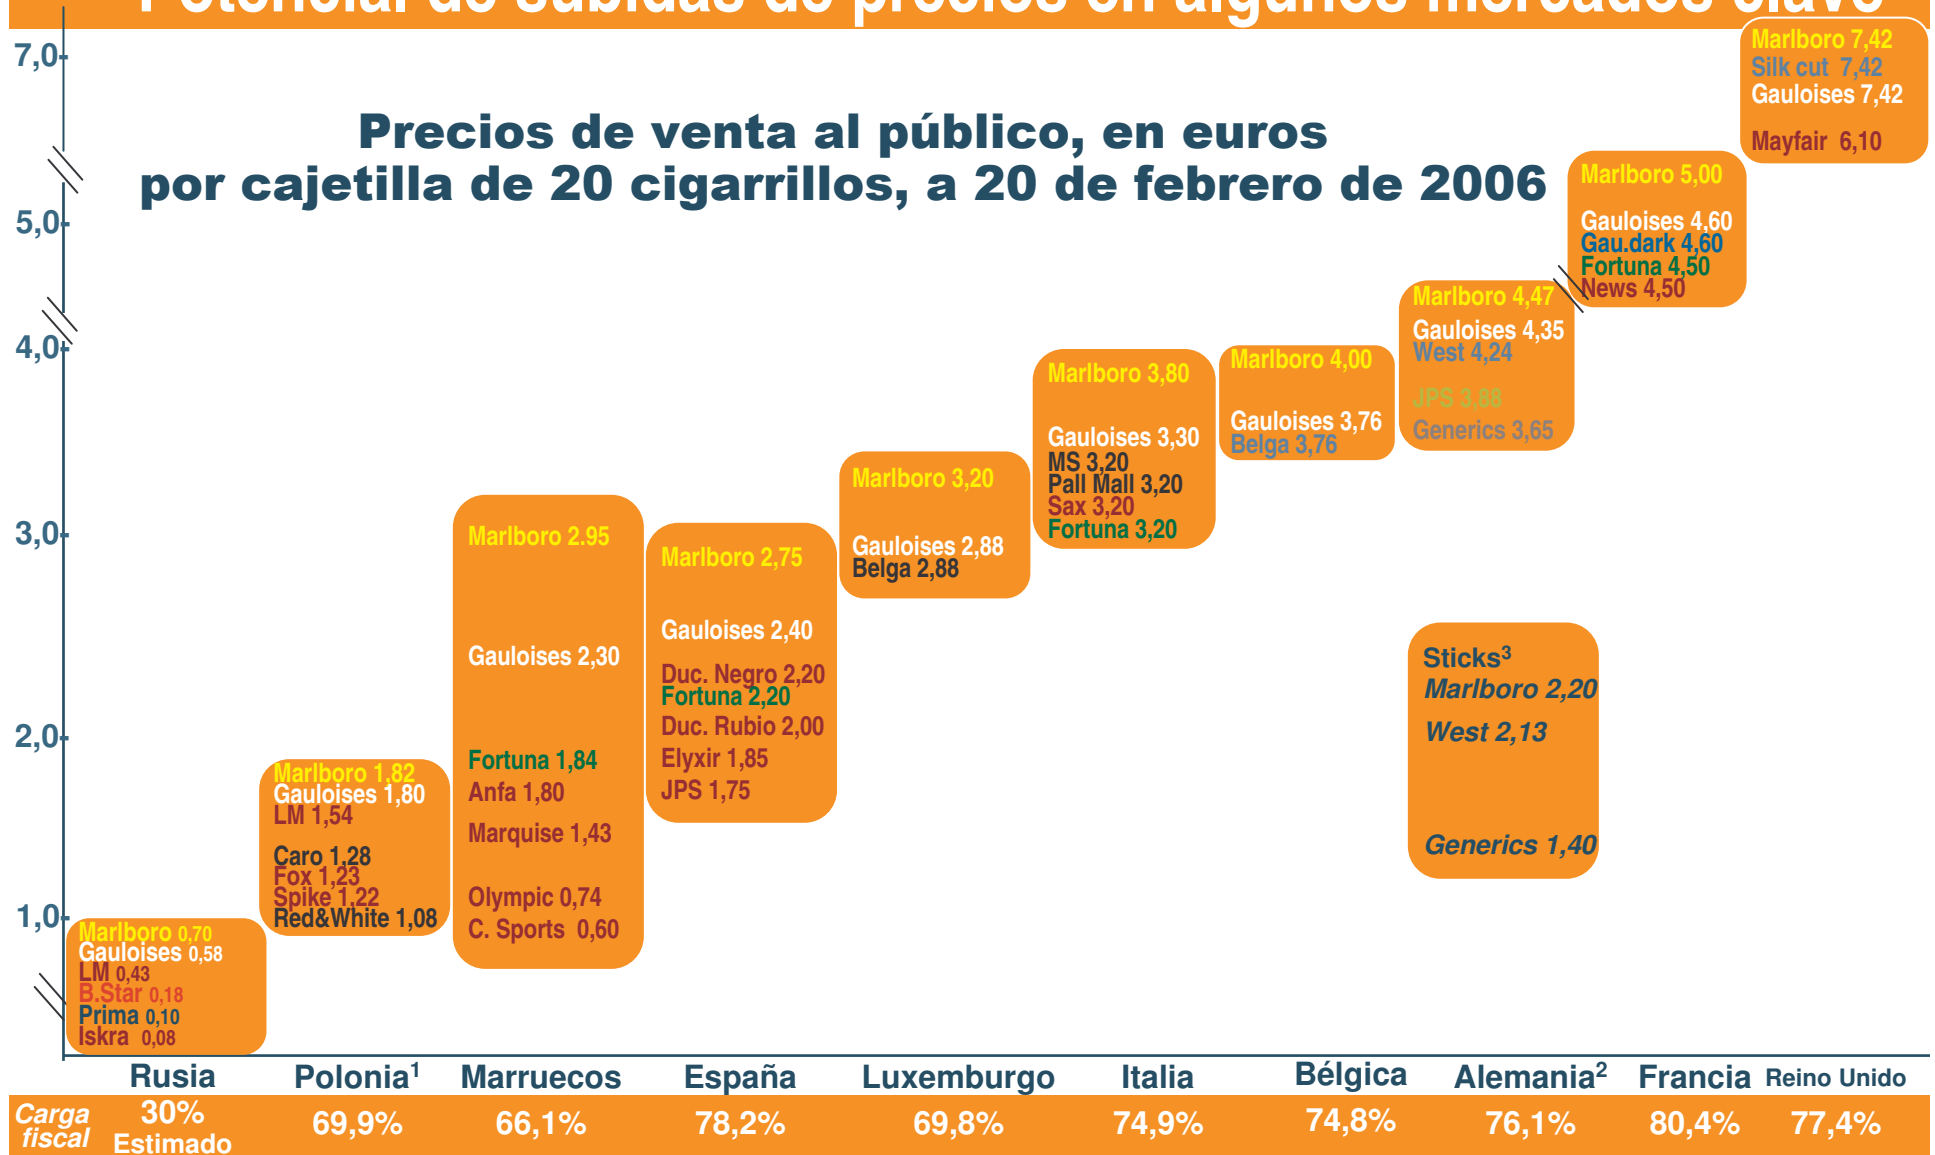 Potencial de subidas de precios en algunos mercados clave
Precios de venta al público, en euros
por cajetilla de 20 cigarrillos, a 20 de febrero de 2006
7,0
5,0
4,0
3,0
2,0
1,0
Marlboro 0,70
Gauloises 0,58
LM 0,43
B.Star 0,18
Prima 0,10
Iskra 0,08
Marlboro 1,82
Gauloises 1,80
LM 1,54
Caro 1,28
Fox 1,23
Spike 1,22
Red&White 1,08
Marlboro 2.95
Gauloises 2,30
Fortuna 1,84
Anfa 1,80
Marquise 1,43
Olympic 0,74
C. Sports 0,60
Marlboro 2,75
Gauloises 2,40
Duc. Negro 2,20
Fortuna 2,20
Duc. Rubio 2,00
Elyxir 1,85
JPS 1,75
Marlboro 3,20
Gauloises 2,88
Belga 2,88
Marlboro 3,80
Gauloises 3,30
MS 3,20
Pall Mall 3,20
Sax 3,20
Fortuna 3,20
Marlboro 4,00
Gauloises 3,76
Belga 3,76
Marlboro 4,47
Gauloises 4,35
West 4,24
JPS 3,88
Generics 3,65
Sticks³
Marlboro 2,20
West 2,13
Generics 1,40
Marlboro 5,00
Gauloises 4,60
Gau.dark 4,60
Fortuna 4,50
News 4,50
Marlboro 7,42
Silk cut 7,42
Gauloises 7,42
Mayfair 6,10
Rusia Polonia¹ Marruecos España Luxemburgo Italia Bélgica Alemania² Francia Reino Unido
Carga fiscal
30% Estimado 69,9% 66,1% 78,2% 69,8% 74,9% 74,8% 76,1% 80,4% 77,4%